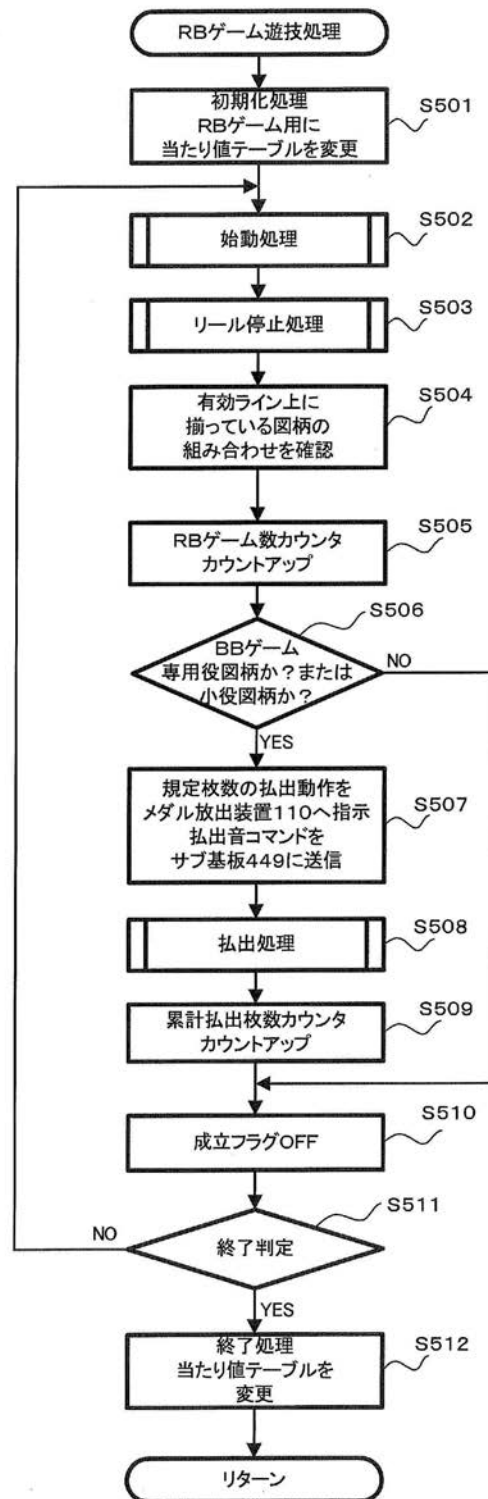 RBゲーム遊技処理
初期化処理
RBゲーム用に
当たり値テーブルを変更
S501
始動処理
S502
リール停止処理
S503
有効ライン上に
揃っている図柄の
組み合わせを確認
S504
RBゲーム数カウンタ
カウントアップ
S505
S506
BBゲーム
専用役図柄か?または
小役図柄か?
NO
YES
規定枚数の払出動作を
メダル放出装置110へ指示
払出音コマンドを
サブ基板449に送信
S507
払出処理
S508
累計払出枚数カウンタ
カウントアップ
S509
成立フラグOFF
S510
S511
NO
終了判定
YES
終了処理
当たり値テーブルを
変更
S512
リターン